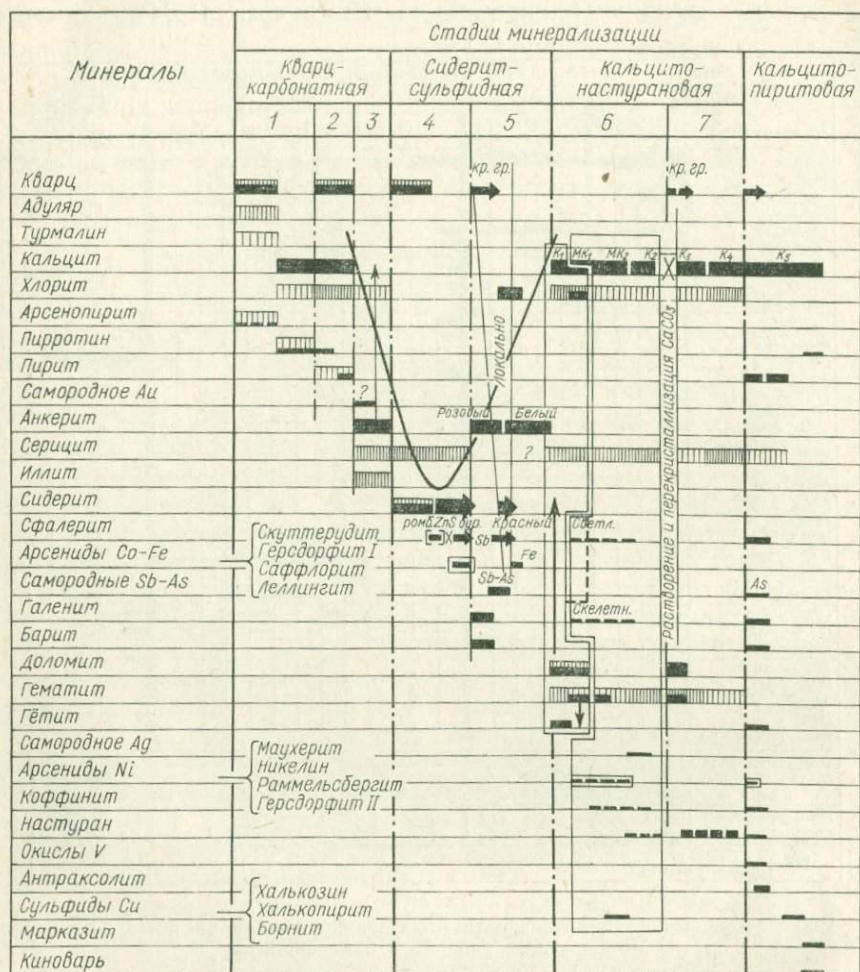 Минералы
Стадии минерализации
Кварц-
карбонатная
Сидерит-
сульфидная
Кальцито-
настурановая
Кальцито-
пиритовая
1
2
3
4
5
6
7
Кварц
кр. гр.
кр. гр.
Адуляр
Турмалин
Кальцит
K₁
МК₁
МК₂
K₂
K₃
K₄
K₅
Хлорит
Арсенопирит
Пирротин
Пирит
Самородное Au
?
Анкерит
Розовый
Белый
Локально
Серицит
?
Иллит
Сидерит
Сфалерит
ромб. ZnS бур.
Sb
Красный
Светл.
Арсениды Co-Fe
Скуттерудит
Герсдорфит I
Саффлорит
Лёллингит
Fe
Самородные Sb-As
Sb-As
As
Галенит
Скелетн.
Барит
Доломит
Гематит
Гётит
Растворение и перекристаллизация CaCO₃
Самородное Ag
Арсениды Ni
Маухерит
Никелин
Раммельсбергит
Герсдорфит II
Коффинит
Настуран
Окислы V
Антраксолит
Сульфиды Cu
Халькозин
Халькопирит
Борнит
Марказит
Киноварь